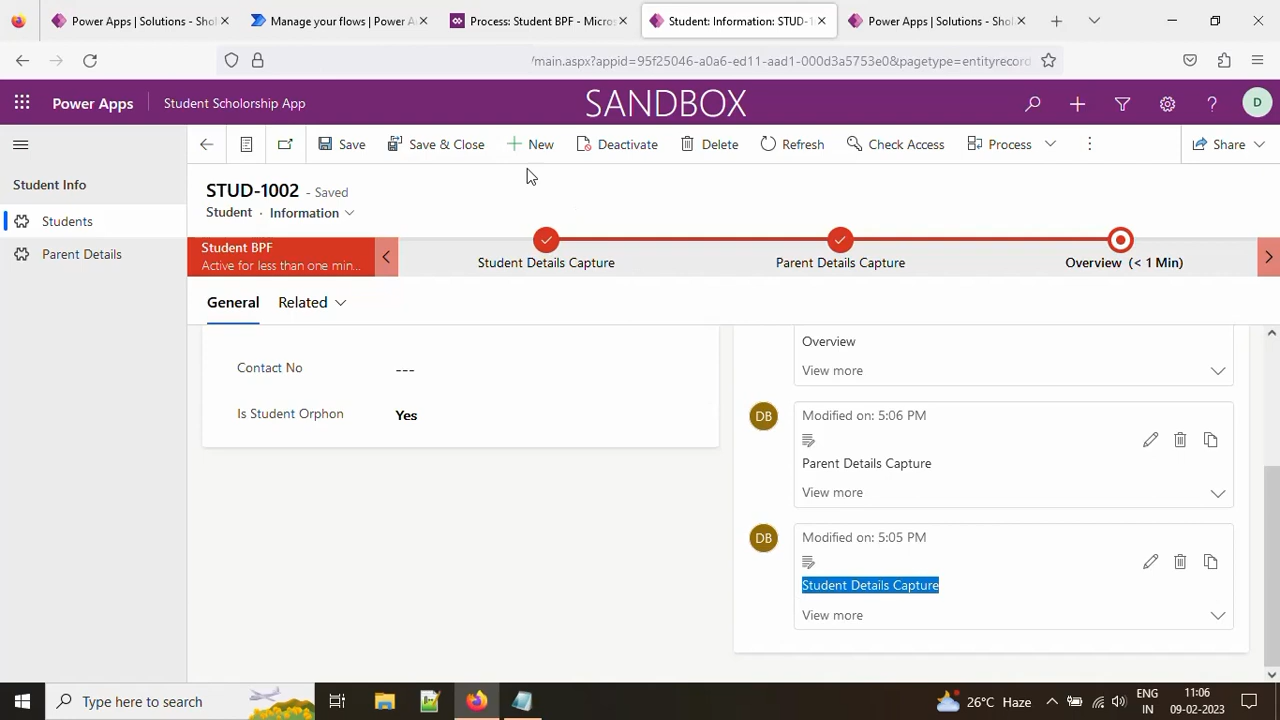 Power Apps | Solutions - Shol
Manage your flows | Power A
Process: Student BPF - Micros
Student: Information: STUD-1
Power Apps | Solutions - Shol
/main.aspx?appid=95f25046-a0a6-ed11-aad1-000d3a5753e0&pagetype=entityrecord
Power Apps
Student Scholorship App
SANDBOX
D
Save
Save & Close
New
Deactivate
Delete
Refresh
Check Access
Process
Share
Student Info
Students
Parent Details
STUD-1002 - Saved
Student · Information
Student BPF
Active for less than one min...
Student Details Capture
Parent Details Capture
Overview (< 1 Min)
General
Related
Contact No
---
Is Student Orphon
Yes
Overview
View more
DB
Modified on: 5:06 PM
Parent Details Capture
View more
DB
Modified on: 5:05 PM
Student Details Capture
View more
Type here to search
26°C Haze
ENG
IN
11:06
09-02-2023